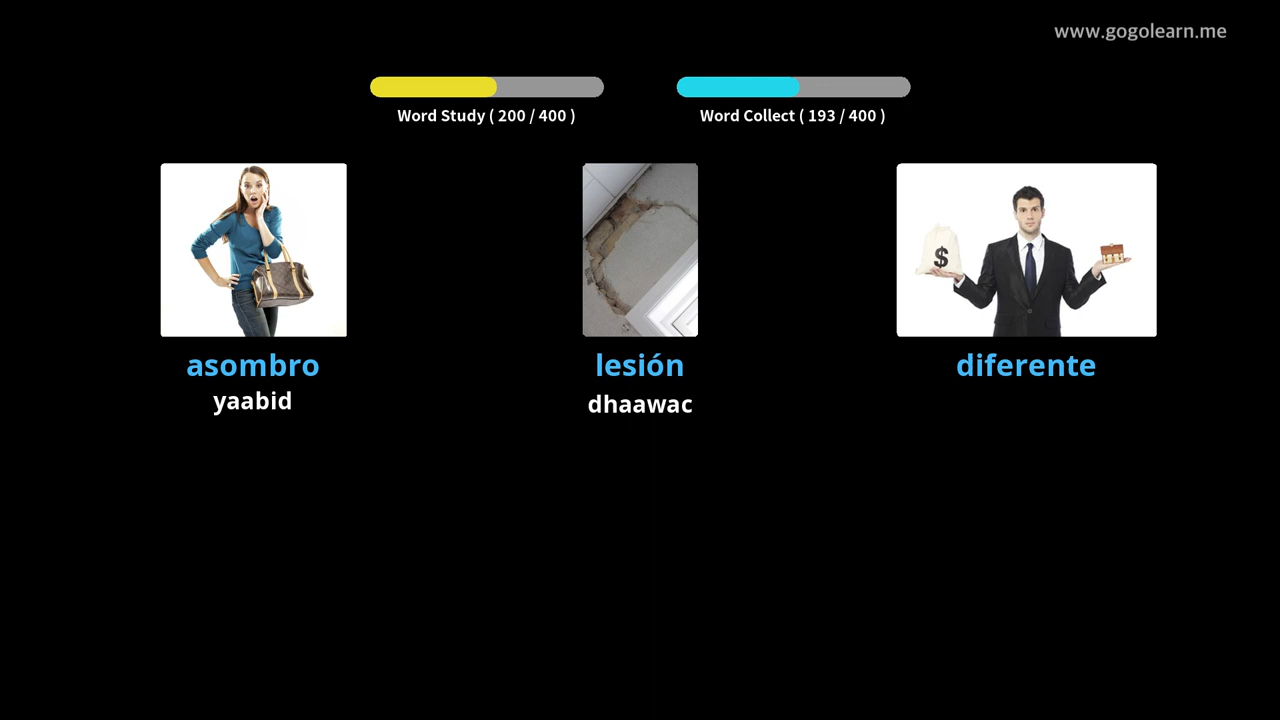 www.gogolearn.me
Word Study ( 200 / 400 )
Word Collect ( 193 / 400 )
asombro
yaabid
lesión
dhaawac
diferente
$